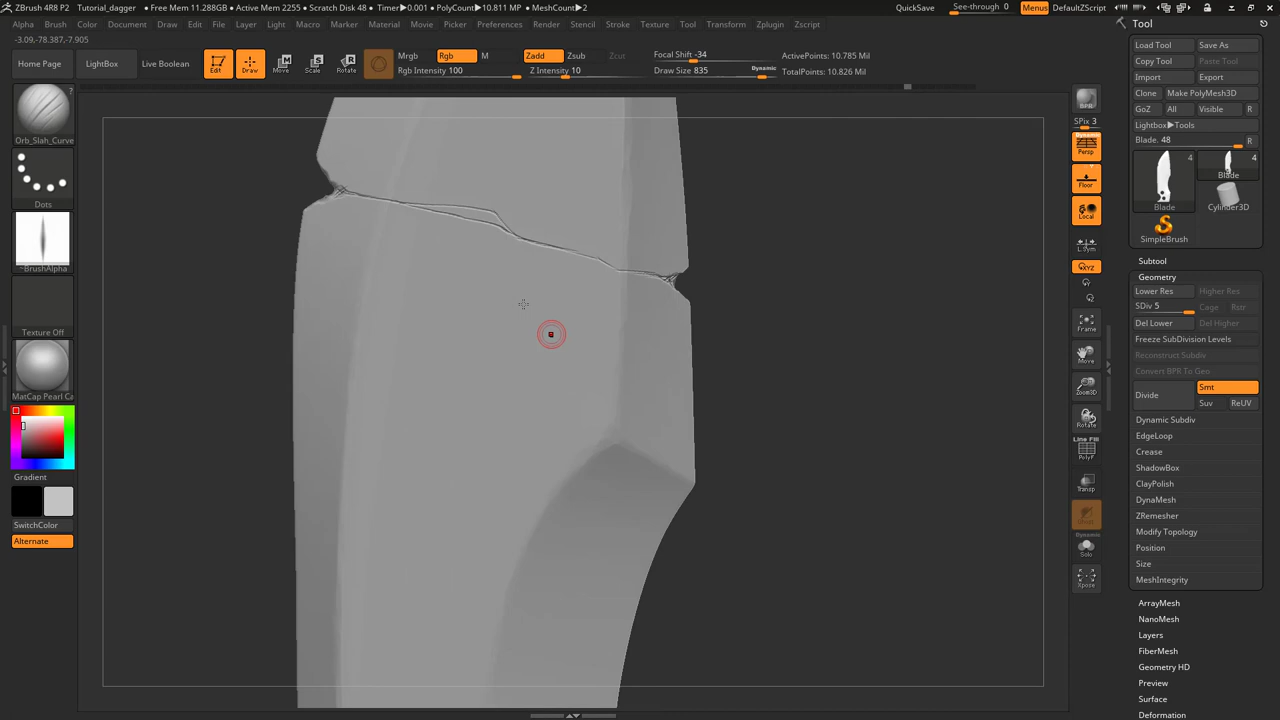 ZBrush 4R8 P2 Tutorial_dagger • Free Mem 11.288GB • Active Mem 2255 • Scratch Disk 48 • Timer▶0.001 • PolyCount▶10.811 MP • MeshCount▶2 QuickSave See-through 0 Menus DefaultZScript
Alpha Brush Color Document Draw Edit File Layer Light Macro Marker Material Movie Picker Preferences Render Stencil Stroke Texture Tool Transform Zplugin Zscript
-3.09,-78.387,-7.905
Home Page LightBox Live Boolean Edit Draw Move Scale Rotate
Mrgb Rgb M Zadd Zsub Zcut Focal Shift -34 ActivePoints: 10.785 Mil
Rgb Intensity 100 Z Intensity 10 Draw Size 835 Dynamic TotalPoints: 10.826 Mil
Orb_Slah_Curve
Dots
~BrushAlpha
Texture Off
MatCap Pearl Ca
Gradient
SwitchColor
Alternate
BPR
SPix 3
Dynamic
Persp
Floor
Local
L.Sym
XYZ
Frame
Move
Zoom3D
Rotate
Line Fill
PolyF
Transp
Dynamic
Solo
Xpose
Tool
Load Tool Save As
Copy Tool Paste Tool
Import Export
Clone Make PolyMesh3D
GoZ All Visible R
Lightbox▶Tools
Blade. 48 R
4 4
Blade Blade
Cylinder3D
SimpleBrush
Subtool
Geometry
Lower Res Higher Res
SDiv 5 Cage Rstr
Del Lower Del Higher
Freeze SubDivision Levels
Reconstruct Subdiv
Convert BPR To Geo
Divide Smt
Suv ReUV
Dynamic Subdiv
EdgeLoop
Crease
ShadowBox
ClayPolish
DynaMesh
ZRemesher
Modify Topology
Position
Size
MeshIntegrity
ArrayMesh
NanoMesh
Layers
FiberMesh
Geometry HD
Preview
Surface
Deformation